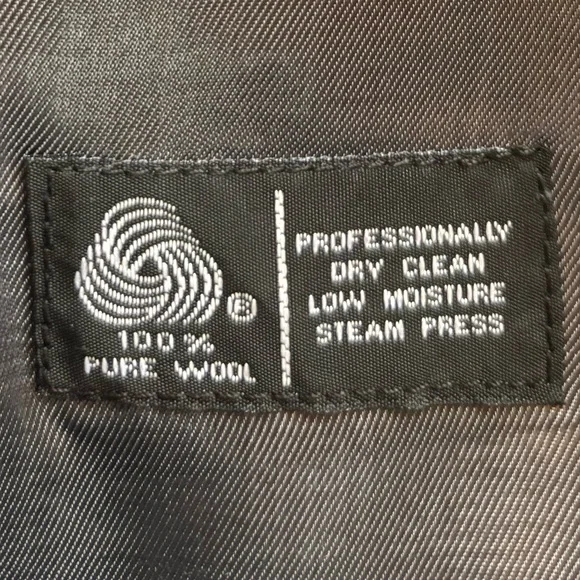 ®
100%
PURE WOOL
PROFESSIONALLY
DRY CLEAN
LOW MOISTURE
STEAM PRESS